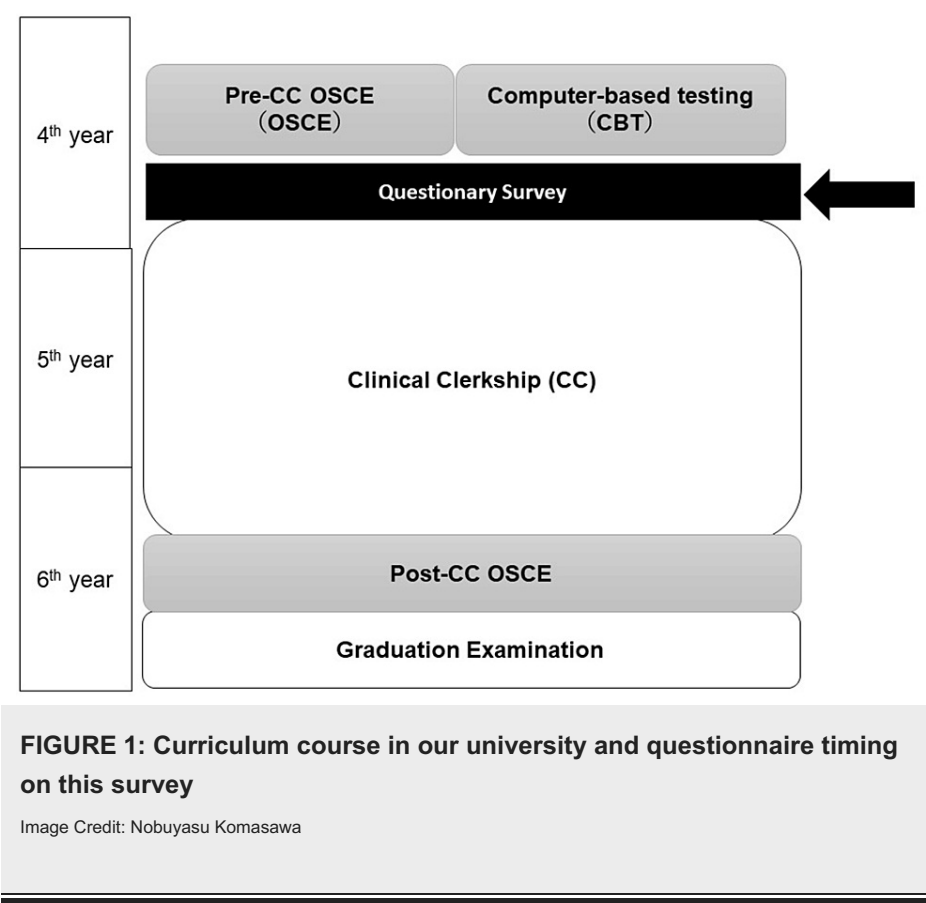 4th year
Pre-CC OSCE
（OSCE）
Computer-based testing
（CBT）
Questionary Survey
5th year
Clinical Clerkship (CC)
6th year
Post-CC OSCE
Graduation Examination
FIGURE 1: Curriculum course in our university and questionnaire timing
on this survey
Image Credit: Nobuyasu Komasawa